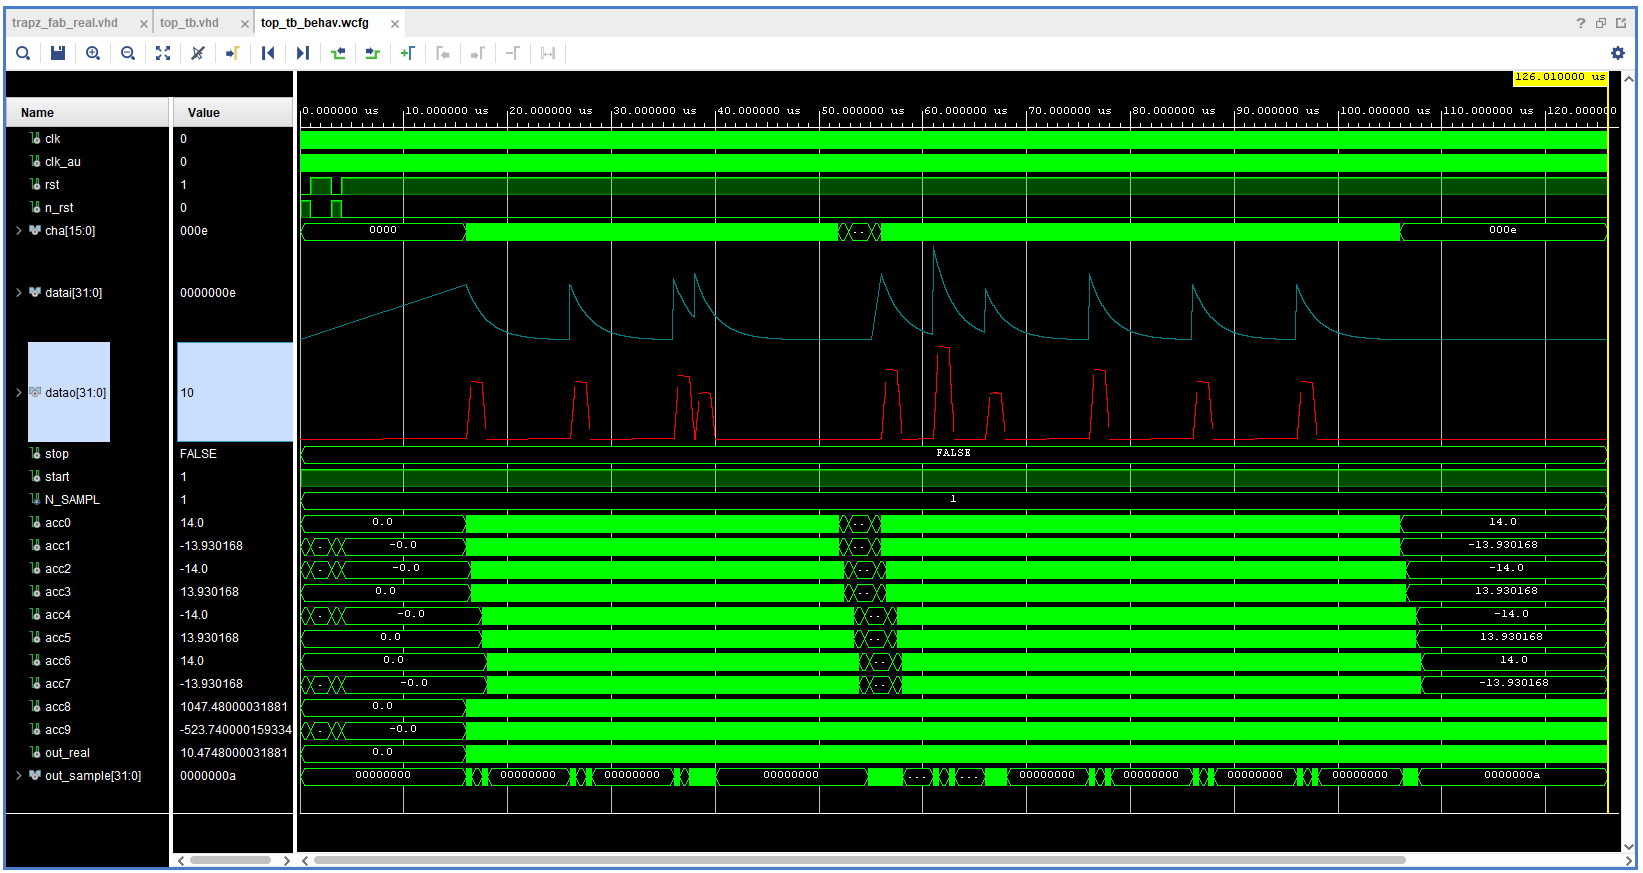 trapz_fab_real.vhd × top_tb.vhd × top_tb_behav.wcfg ×
126.010000 us
Name Value 0.000000 us 10.000000 us 20.000000 us 30.000000 us 40.000000 us 50.000000 us 60.000000 us 70.000000 us 80.000000 us 90.000000 us 100.000000 us 110.000000 us 120.000000
clk 0
clk_au 0
rst 1
n_rst 0
cha[15:0] 000e 0000 .. 000e
datai[31:0] 0000000e
datao[31:0] 10
stop FALSE FALSE
start 1
N_SAMPL 1 1
acc0 14.0 0.0 .. 14.0
acc1 -13.930168 . -0.0 .. -13.930168
acc2 -14.0 . -0.0 .. -14.0
acc3 13.930168 0.0 .. 13.930168
acc4 -14.0 . -0.0 .. -14.0
acc5 13.930168 0.0 .. 13.930168
acc6 14.0 0.0 .. 14.0
acc7 -13.930168 . -0.0 .. -13.930168
acc8 1047.48000031881 0.0
acc9 -523.740000159334 . -0.0
out_real 10.4748000031881 0.0
out_sample[31:0] 0000000a 00000000 00000000 00000000 00000000 ... ... 00000000 00000000 00000000 00000000 0000000a